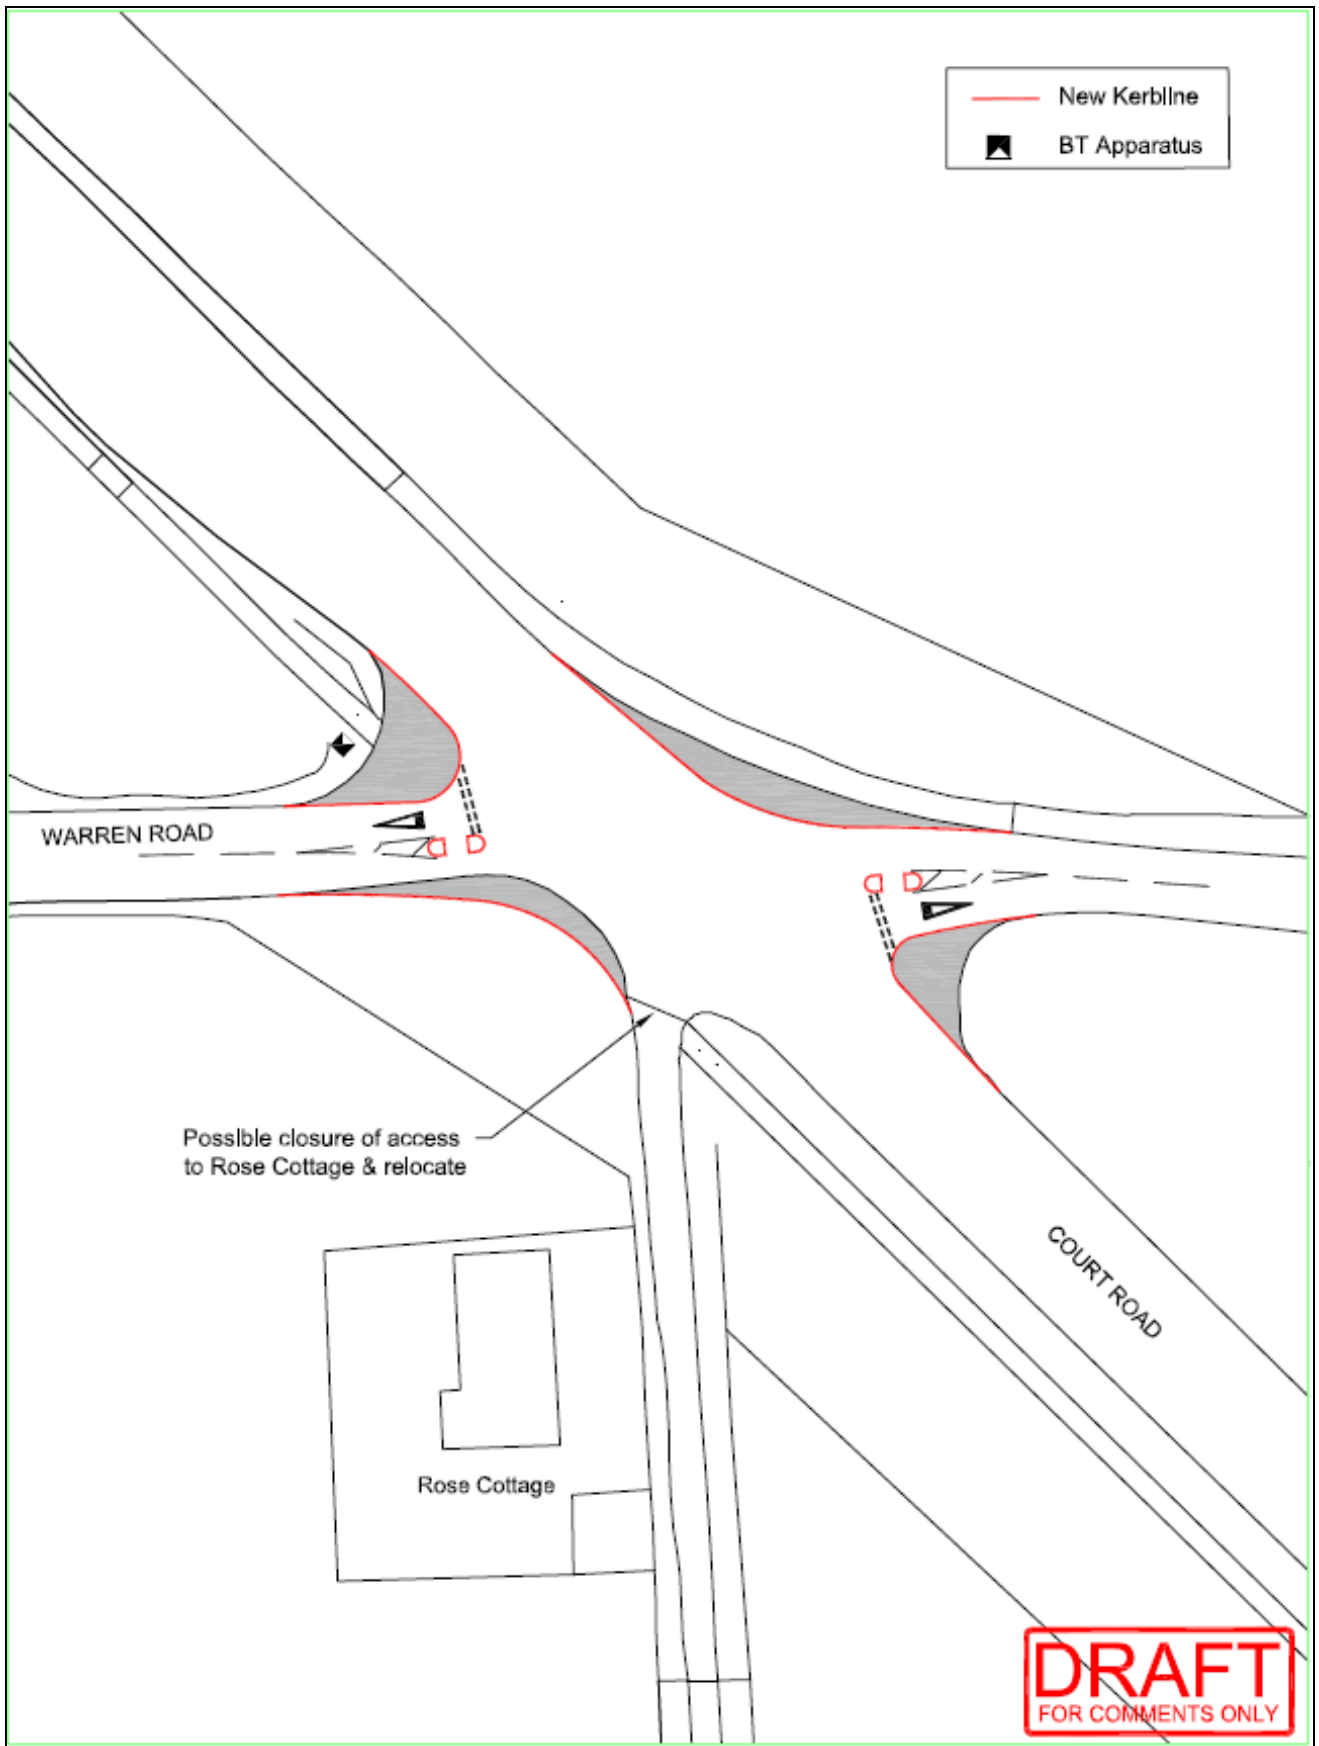 New Kerbline
BT Apparatus
WARREN ROAD
Possible closure of access
to Rose Cottage & relocate
COURT ROAD
Rose Cottage
DRAFT
FOR COMMENTS ONLY